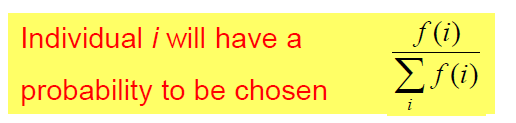 Individual i will have a
probability to be chosen
f(i)
∑ f(i)
i